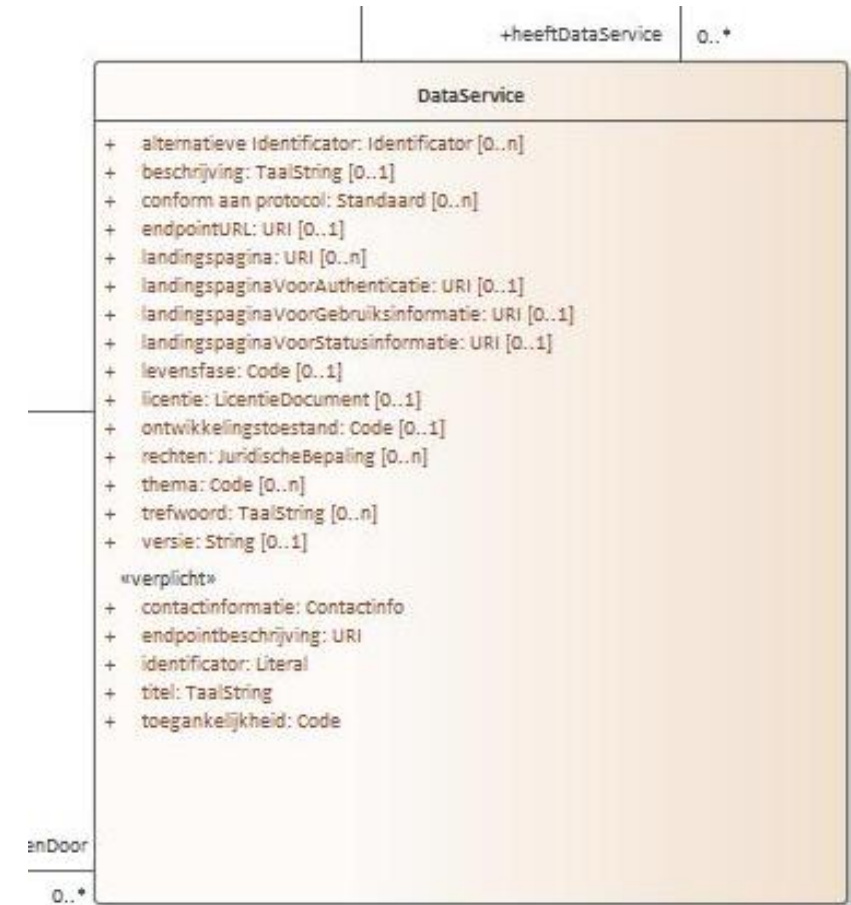 +heeftDataService 0..*
DataService
+ alternatieve Identificator: Identificator [0..n]
+ beschrijving: TaalString [0..1]
+ conform aan protocol: Standaard [0..n]
+ endpointURL: URI [0..1]
+ landingspagina: URI [0..n]
+ landingspaginaVoorAuthenticatie: URI [0..1]
+ landingspaginaVoorGebruiksinformatie: URI [0..1]
+ landingspaginaVoorStatusinformatie: URI [0..1]
+ levensfase: Code [0..1]
+ licentie: LicentieDocument [0..1]
+ ontwikkelingstoestand: Code [0..1]
+ rechten: JuridischeBepaling [0..n]
+ thema: Code [0..n]
+ trefwoord: TaalString [0..n]
+ versie: String [0..1]
«verplicht»
+ contactinformatie: Contactinfo
+ endpointbeschrijving: URI
+ identificator: Literal
+ titel: TaalString
+ toegankelijkheid: Code
enDoor
0..*